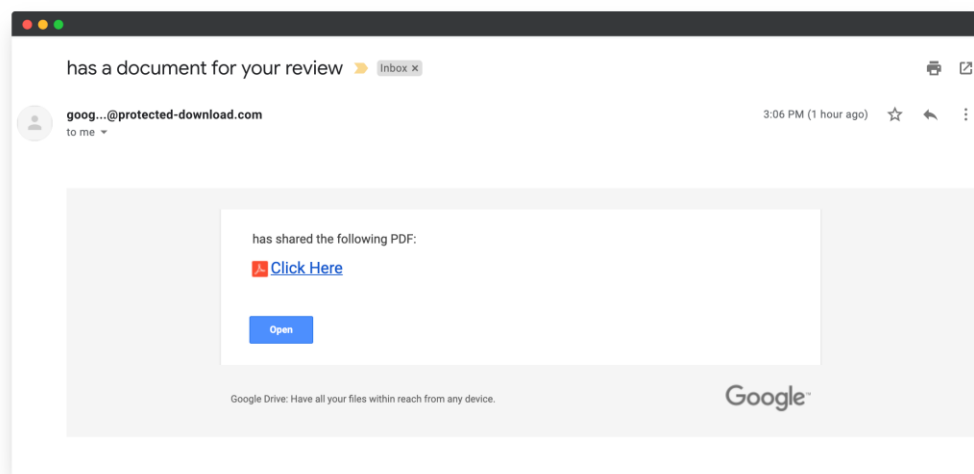 has a document for your review Inbox ×
goog...@protected-download.com 3:06 PM (1 hour ago)
to me
has shared the following PDF:
Click Here
Open
Google Drive: Have all your files within reach from any device.
Google™